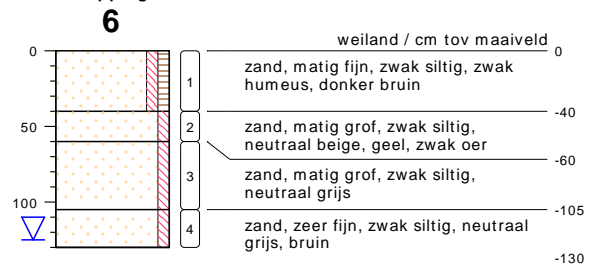 6
weiland / cm tov maaiveld
0
0
1
zand, matig fijn, zwak siltig, zwak
humeus, donker bruin
-40
50
2
zand, matig grof, zwak siltig,
neutraal beige, geel, zwak oer
-60
3
zand, matig grof, zwak siltig,
neutraal grijs
100
-105
4
zand, zeer fijn, zwak siltig, neutraal
grijs, bruin
-130